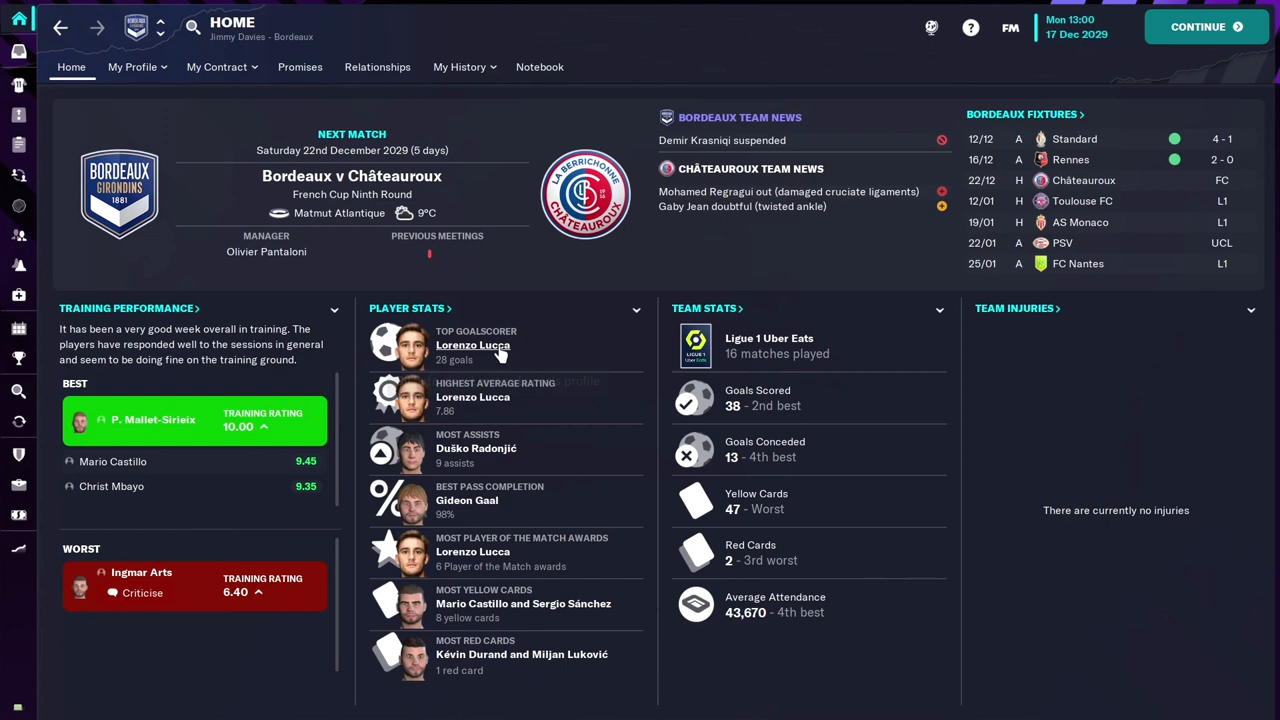 HOME
Jimmy Davies - Bordeaux
FM
Mon 13:00
17 Dec 2029
CONTINUE
Home
My Profile
My Contract
Promises
Relationships
My History
Notebook
BORDEAUX
GIRONDINS
1881
NEXT MATCH
Saturday 22nd December 2029 (5 days)
Bordeaux v Châteauroux
French Cup Ninth Round
Matmut Atlantique
9°C
MANAGER
Olivier Pantaloni
PREVIOUS MEETINGS
LA BERRICHONNE
CHÂTEAUROUX
BORDEAUX TEAM NEWS
Demir Krasniqi suspended
CHÂTEAUROUX TEAM NEWS
Mohamed Regragui out (damaged cruciate ligaments)
Gaby Jean doubtful (twisted ankle)
BORDEAUX FIXTURES
12/12 A Standard 4 - 1
16/12 A Rennes 2 - 0
22/12 H Châteauroux FC
12/01 H Toulouse FC L1
19/01 H AS Monaco L1
22/01 A PSV UCL
25/01 A FC Nantes L1
TRAINING PERFORMANCE
It has been a very good week overall in training. The
players have responded well to the sessions in general
and seem to be doing fine on the training ground.
BEST
P. Mallet-Sirieix
TRAINING RATING
10.00
Mario Castillo 9.45
Christ Mbayo 9.35
WORST
Ingmar Arts
Criticise
TRAINING RATING
6.40
PLAYER STATS
TOP GOALSCORER
Lorenzo Lucca
28 goals
HIGHEST AVERAGE RATING
Lorenzo Lucca
7.86
MOST ASSISTS
Duško Radonjić
9 assists
BEST PASS COMPLETION
Gideon Gaal
98%
MOST PLAYER OF THE MATCH AWARDS
Lorenzo Lucca
6 Player of the Match awards
MOST YELLOW CARDS
Mario Castillo and Sergio Sánchez
8 yellow cards
MOST RED CARDS
Kévin Durand and Miljan Luković
1 red card
TEAM STATS
Ligue 1 Uber Eats
16 matches played
Goals Scored
38 - 2nd best
Goals Conceded
13 - 4th best
Yellow Cards
47 - Worst
Red Cards
2 - 3rd worst
Average Attendance
43,670 - 4th best
TEAM INJURIES
There are currently no injuries